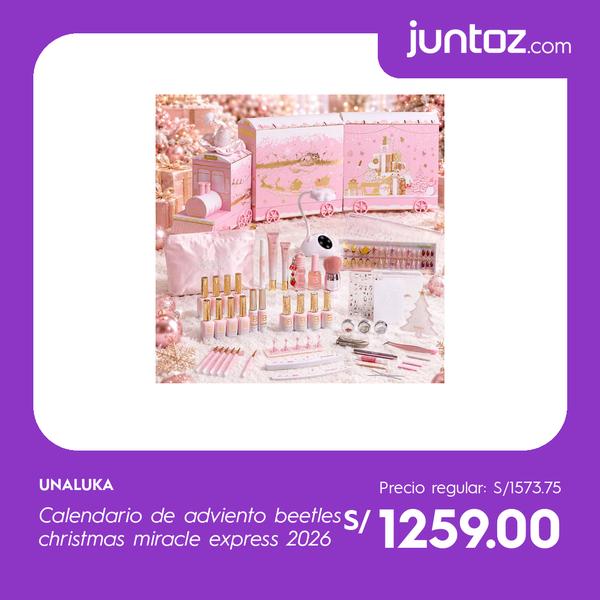 juntoz.com
UNALUKA
Calendario de adviento beetles
christmas miracle express 2026
Precio regular: S/1573.75
S/ 1259.00